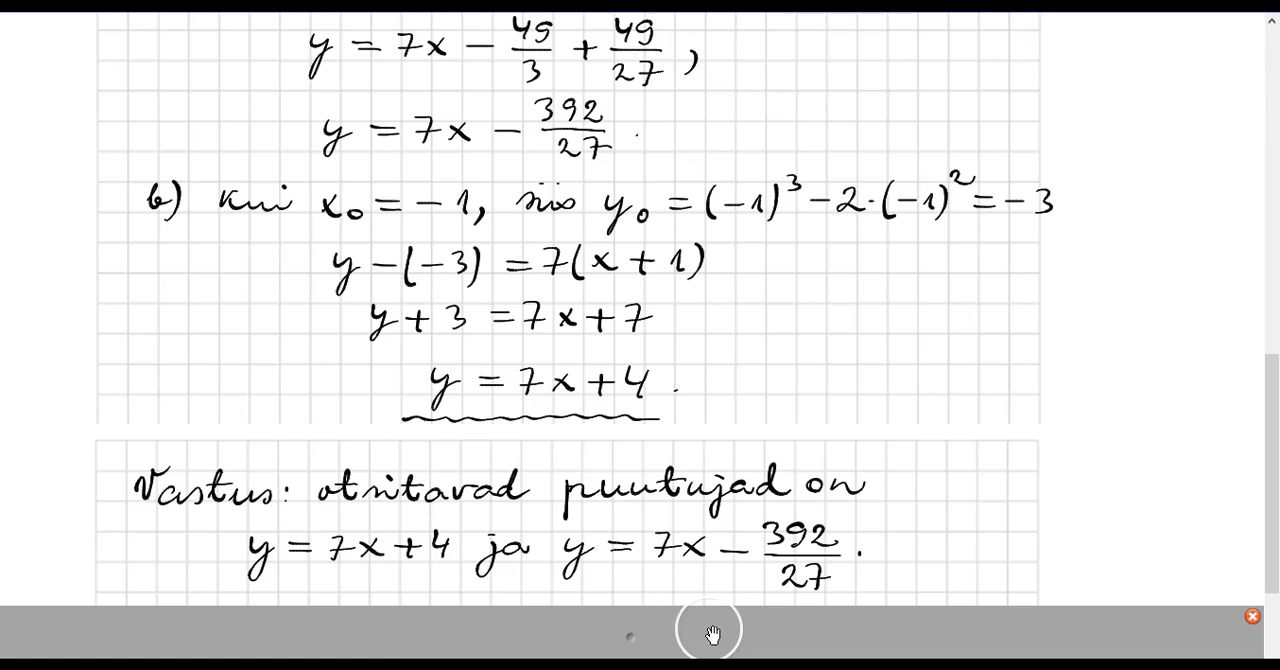 y = 7x - 49/3 + 49/27 ,
y = 7x - 392/27 .
b) kui x₀ = -1, siis y₀ = (-1)³ - 2·(-1)² = -3
y - (-3) = 7(x + 1)
y + 3 = 7x + 7
y = 7x + 4 .
Vastus: otsitavad puutujad on
y = 7x + 4 ja y = 7x - 392/27 .